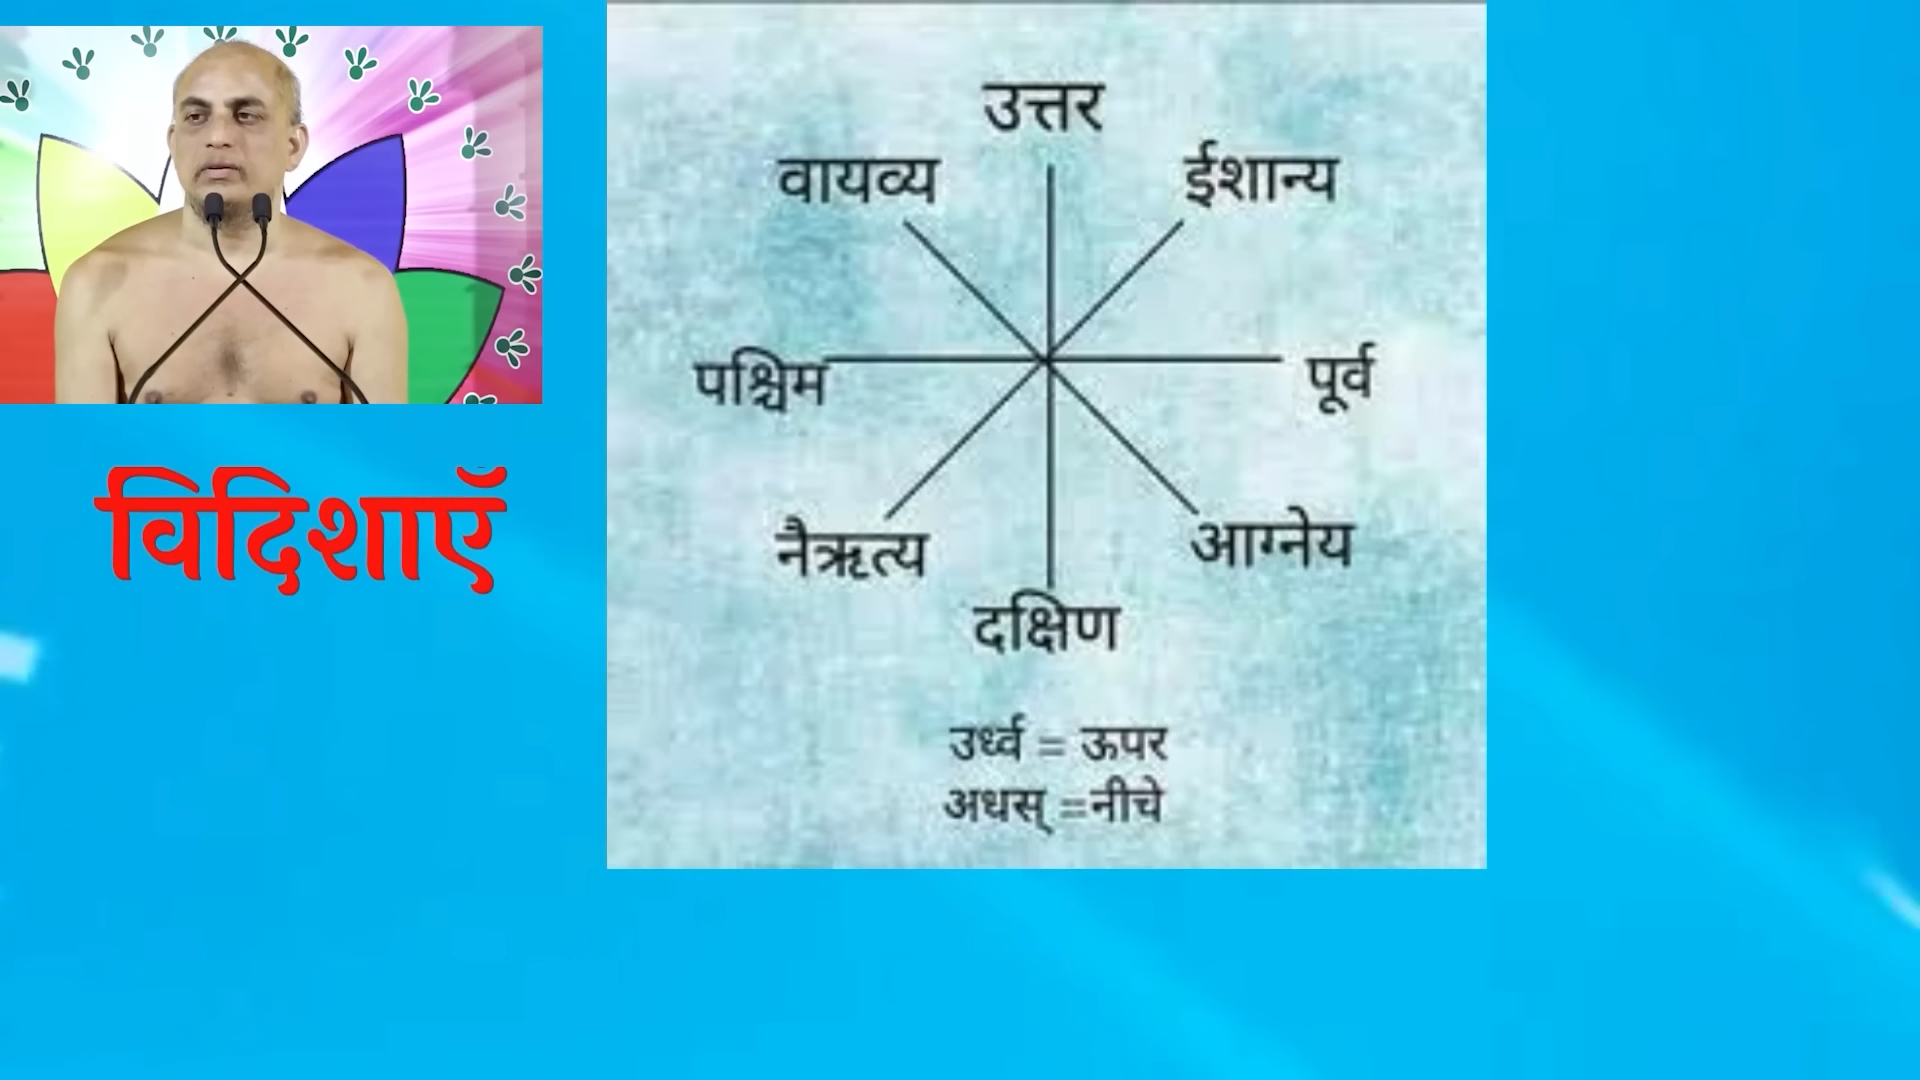 विदिशाएँ
उत्तर
वायव्य
ईशान्य
पश्चिम
पूर्व
नैऋत्य
आग्नेय
दक्षिण
उर्ध्व = ऊपर
अधस् =नीचे